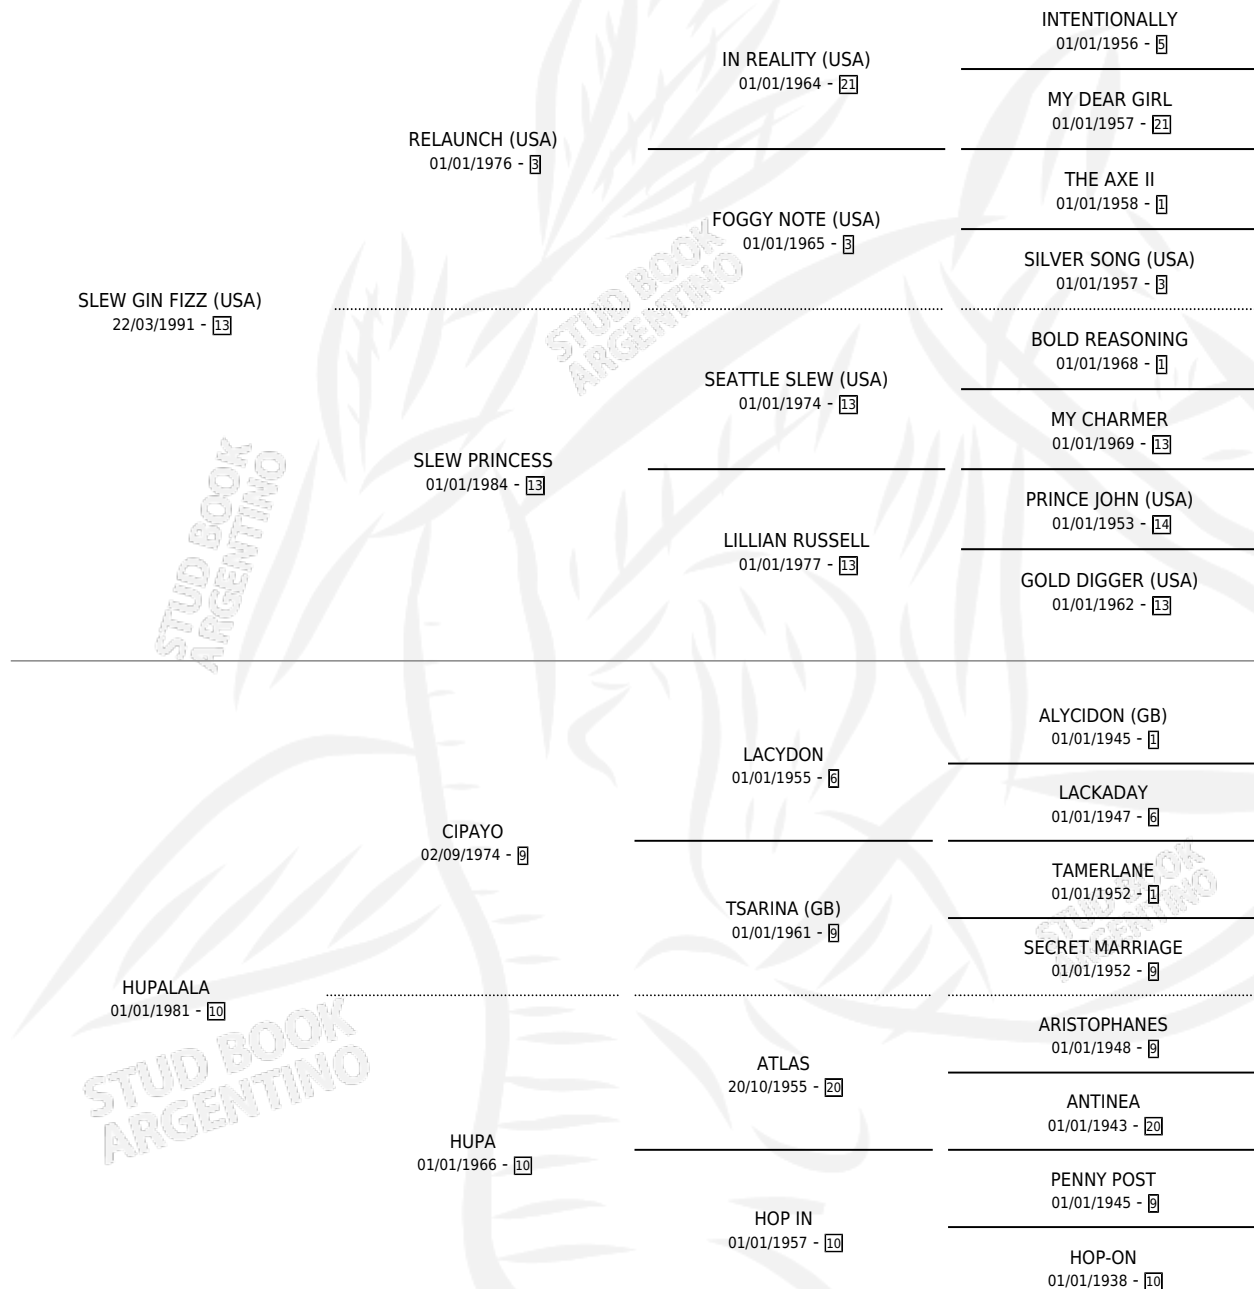 INTENTIONALLY
01/01/1956 - 5
IN REALITY (USA)
01/01/1964 - 21
MY DEAR GIRL
01/01/1957 - 21
RELAUNCH (USA)
01/01/1976 - 3
THE AXE II
01/01/1958 - 1
FOGGY NOTE (USA)
01/01/1965 - 3
SILVER SONG (USA)
01/01/1957 - 3
SLEW GIN FIZZ (USA)
22/03/1991 - 13
STUD BOOK
ARGENTINO
BOLD REASONING
01/01/1968 - 1
SEATTLE SLEW (USA)
01/01/1974 - 13
MY CHARMER
01/01/1969 - 13
SLEW PRINCESS
01/01/1984 - 13
PRINCE JOHN (USA)
01/01/1953 - 14
LILLIAN RUSSELL
01/01/1977 - 13
GOLD DIGGER (USA)
01/01/1962 - 13
STUD BOOK
ARGENTINO
ALYCIDON (GB)
01/01/1945 - 1
LACYDON
01/01/1955 - 6
LACKADAY
01/01/1947 - 6
CIPAYO
02/09/1974 - 9
TAMERLANE
01/01/1952 - 1
TSARINA (GB)
01/01/1961 - 9
SECRET MARRIAGE
01/01/1952 - 9
STUD BOOK
ARGENTINO
HUPALALA
01/01/1981 - 10
ARISTOPHANES
01/01/1948 - 9
ATLAS
20/10/1955 - 20
ANTINEA
01/01/1943 - 20
STUD BOOK
ARGENTINO
HUPA
01/01/1966 - 10
PENNY POST
01/01/1945 - 9
HOP IN
01/01/1957 - 10
HOP-ON
01/01/1938 - 10